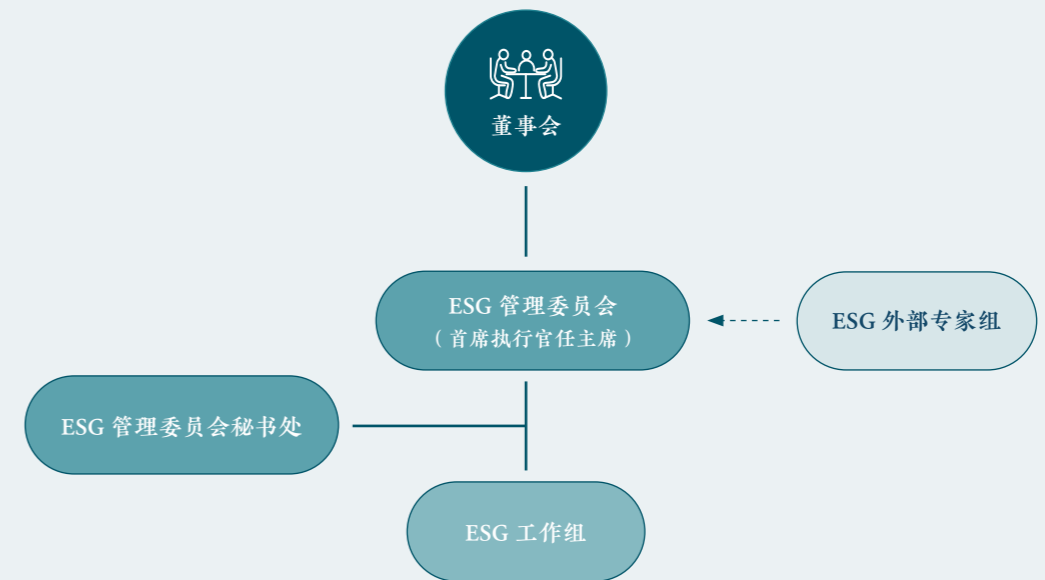 董事会
ESG 管理委员会
（首席执行官任主席）
ESG 外部专家组
ESG 管理委员会秘书处
ESG 工作组